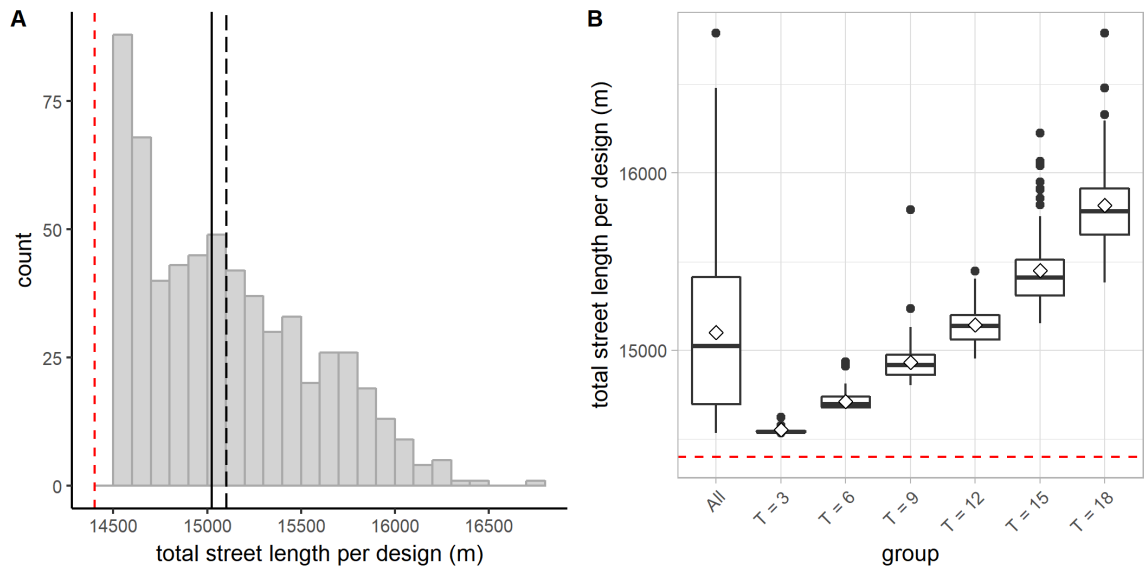 A
count
75
50
25
0
14500 15000 15500 16000 16500
total street length per design (m)
B
total street length per design (m)
16000
15000
All T = 3 T = 6 T = 9 T = 12 T = 15 T = 18
group